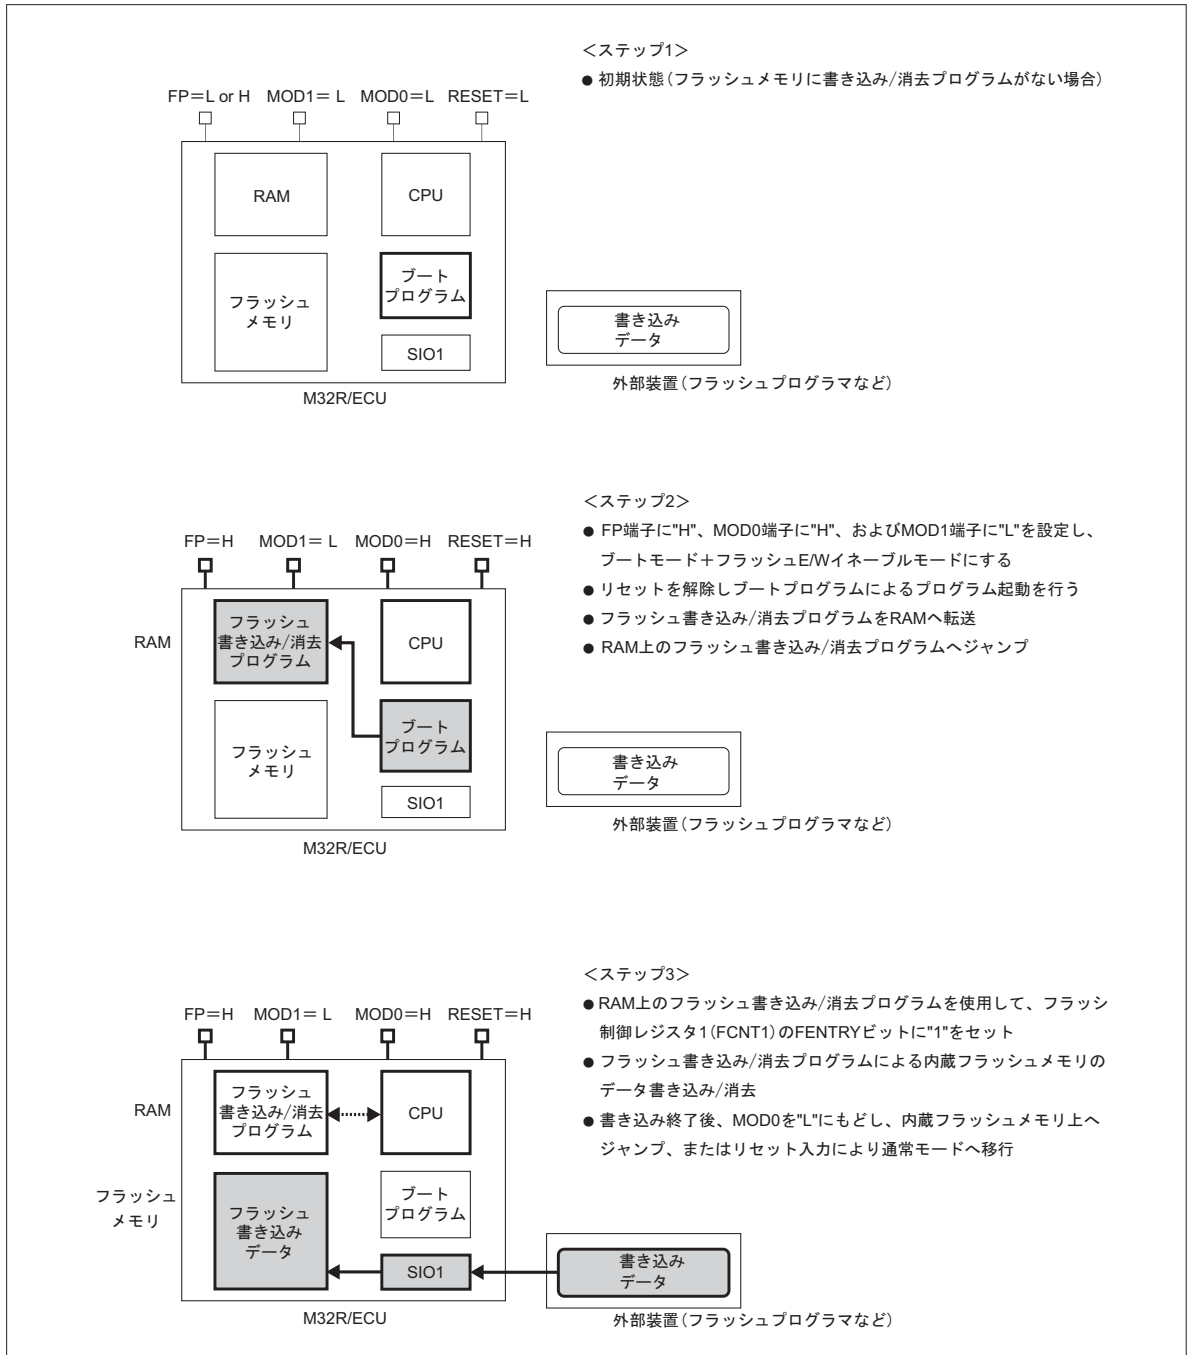 <ステップ1>
● 初期状態(フラッシュメモリに書き込み/消去プログラムがない場合)
FP=L or H MOD1= L MOD0=L RESET=L
RAM
CPU
フラッシュ
メモリ
ブート
プログラム
SIO1
M32R/ECU
書き込み
データ
外部装置(フラッシュプログラマなど)
<ステップ2>
● FP端子に"H"、MOD0端子に"H"、およびMOD1端子に"L"を設定し、
ブートモード+フラッシュE/Wイネーブルモードにする
● リセットを解除しブートプログラムによるプログラム起動を行う
● フラッシュ書き込み/消去プログラムをRAMへ転送
● RAM上のフラッシュ書き込み/消去プログラムへジャンプ
FP=H MOD1= L MOD0=H RESET=H
RAM
フラッシュ
書き込み/消去
プログラム
CPU
フラッシュ
メモリ
ブート
プログラム
SIO1
M32R/ECU
書き込み
データ
外部装置(フラッシュプログラマなど)
<ステップ3>
● RAM上のフラッシュ書き込み/消去プログラムを使用して、フラッシ
制御レジスタ1(FCNT1)のFENTRYビットに"1"をセット
● フラッシュ書き込み/消去プログラムによる内蔵フラッシュメモリの
データ書き込み/消去
● 書き込み終了後、MOD0を"L"にもどし、内蔵フラッシュメモリ上へ
ジャンプ、またはリセット入力により通常モードへ移行
FP=H MOD1= L MOD0=H RESET=H
RAM
フラッシュ
書き込み/消去
プログラム
CPU
フラッシュ
メモリ
フラッシュ
書き込み
データ
ブート
プログラム
SIO1
M32R/ECU
書き込み
データ
外部装置(フラッシュプログラマなど)